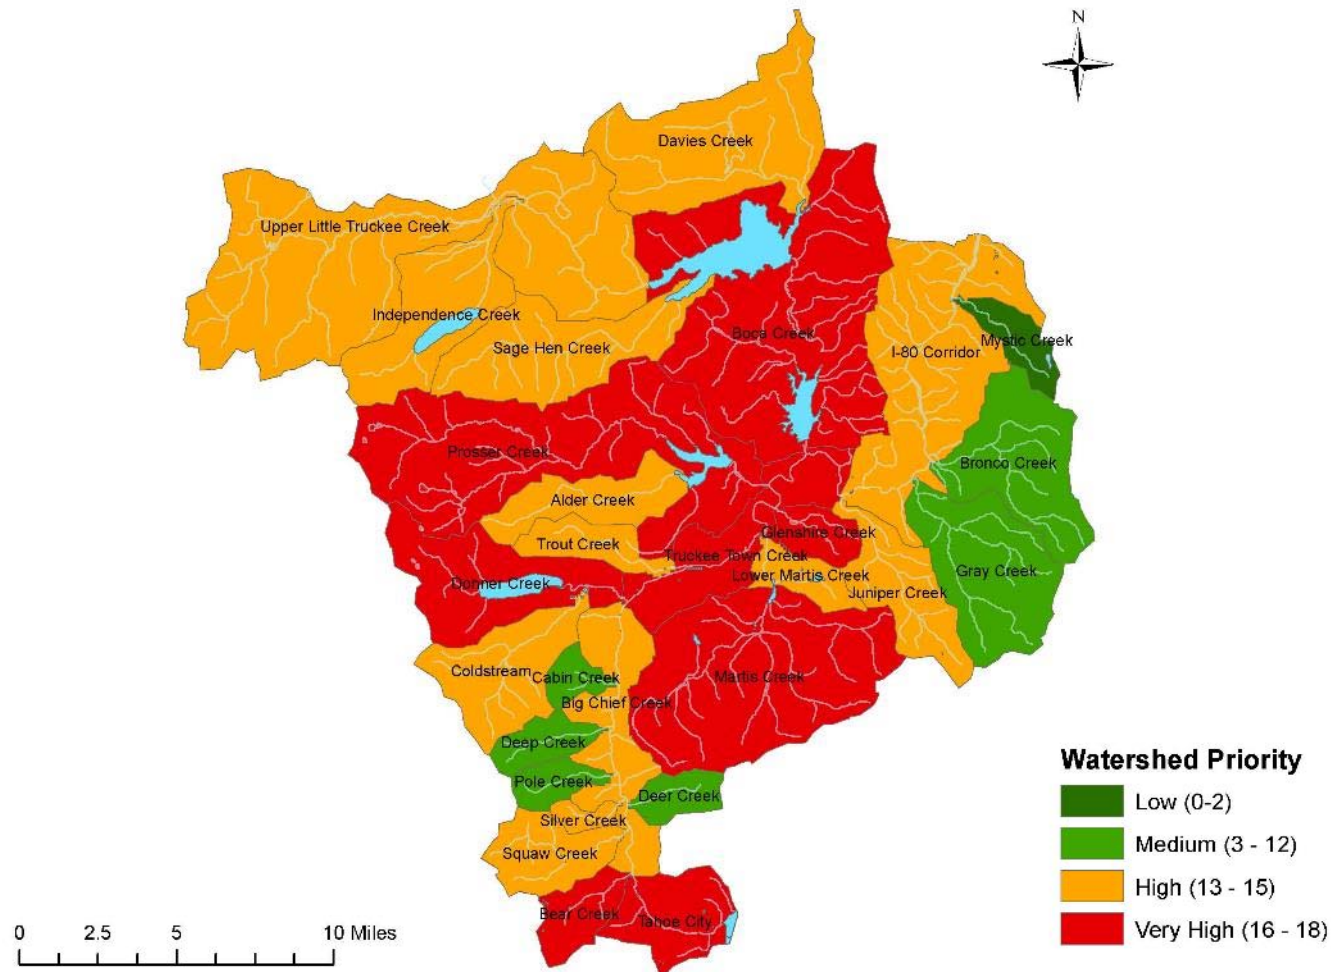 N
Davies Creek
Upper Little Truckee Creek
Independence Creek
Sage Hen Creek
Boca Creek
Mystic Creek
I-80 Corridor
Prosser Creek
Bronco Creek
Alder Creek
Glenshire Creek
Trout Creek
Truckee Town Creek
Gray Creek
Lower Martis Creek
Donner Creek
Juniper Creek
Coldstream
Cabin Creek
Martis Creek
Big Chief Creek
Deep Creek
Pole Creek
Deer Creek
Silver Creek
Squaw Creek
Bear Creek
Tahoe City
Watershed Priority
Low (0-2)
Medium (3 - 12)
High (13 - 15)
Very High (16 - 18)
0 2.5 5 10 Miles